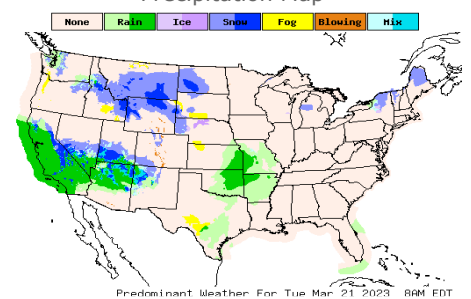 Precipitation Map
None Rain Ice Snow Fog Blowing Mix
Predominant Weather For Tue Mar 21 2023 8AM EDT